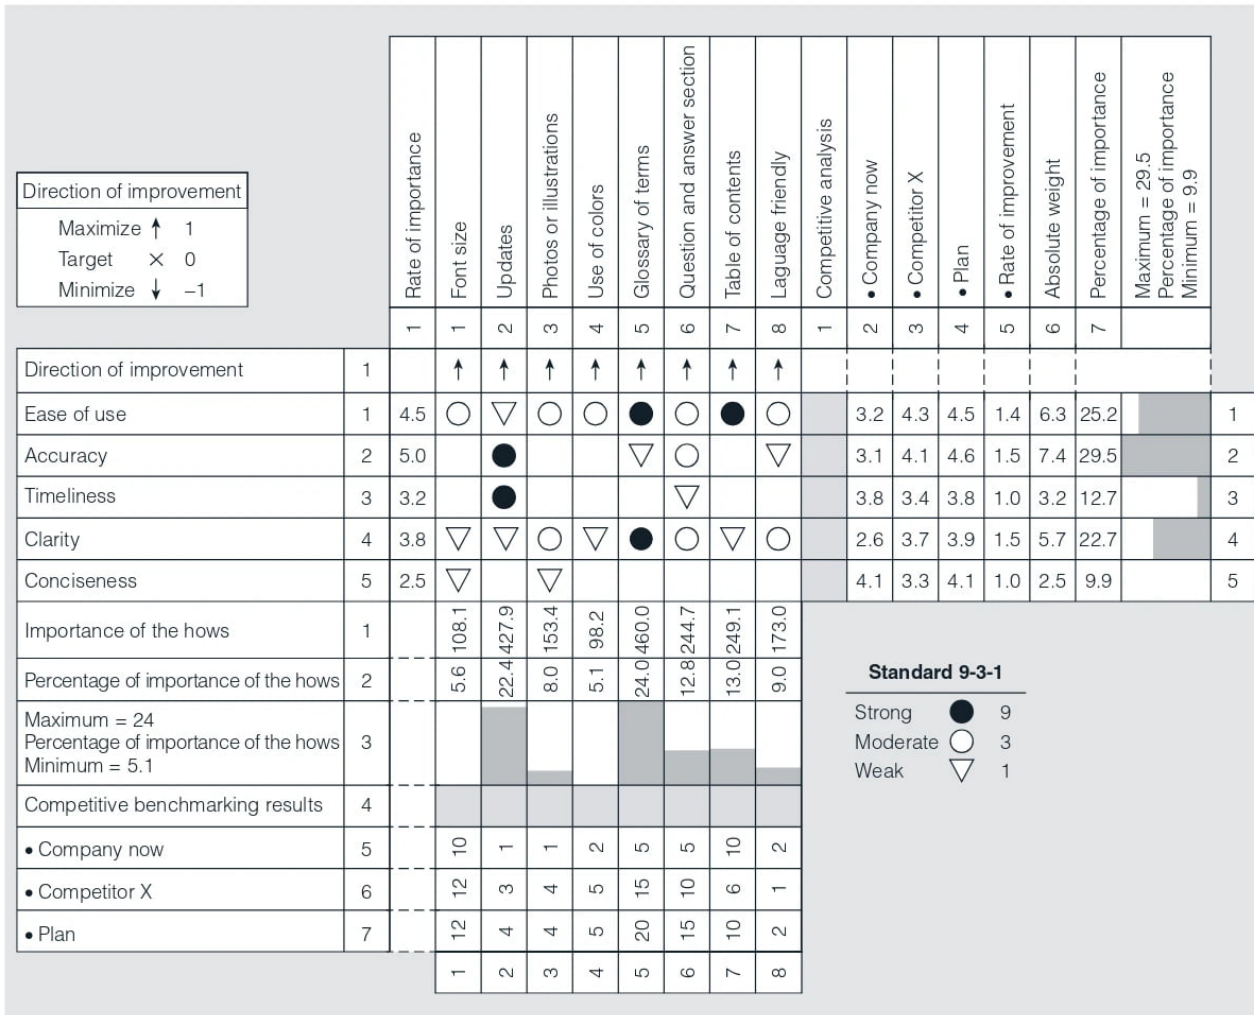 Direction of improvement
Maximize ↑ 1
Target × 0
Minimize ↓ –1
Rate of importance
Font size
Updates
Photos or illustrations
Use of colors
Glossary of terms
Question and answer section
Table of contents
Laguage friendly
Competitive analysis
• Company now
• Competitor X
• Plan
• Rate of improvement
Absolute weight
Percentage of importance
Maximum = 29.5
Percentage of importance
Minimum = 9.9
1 1 2 3 4 5 6 7 8 1 2 3 4 5 6 7
Direction of improvement 1 ↑ ↑ ↑ ↑ ↑ ↑ ↑ ↑
Ease of use 1 4.5 3.2 4.3 4.5 1.4 6.3 25.2 1
Accuracy 2 5.0 3.1 4.1 4.6 1.5 7.4 29.5 2
Timeliness 3 3.2 3.8 3.4 3.8 1.0 3.2 12.7 3
Clarity 4 3.8 2.6 3.7 3.9 1.5 5.7 22.7 4
Conciseness 5 2.5 4.1 3.3 4.1 1.0 2.5 9.9 5
Importance of the hows 1 108.1 427.9 153.4 98.2 460.0 244.7 249.1 173.0
Percentage of importance of the hows 2 5.6 22.4 8.0 5.1 24.0 12.8 13.0 9.0
Maximum = 24
Percentage of importance of the hows 3
Minimum = 5.1
Competitive benchmarking results 4
• Company now 5 10 1 1 2 5 5 10 2
• Competitor X 6 12 3 4 5 15 10 6 1
• Plan 7 12 4 4 5 20 15 10 2
1 2 3 4 5 6 7 8
Standard 9-3-1
Strong 9
Moderate 3
Weak 1